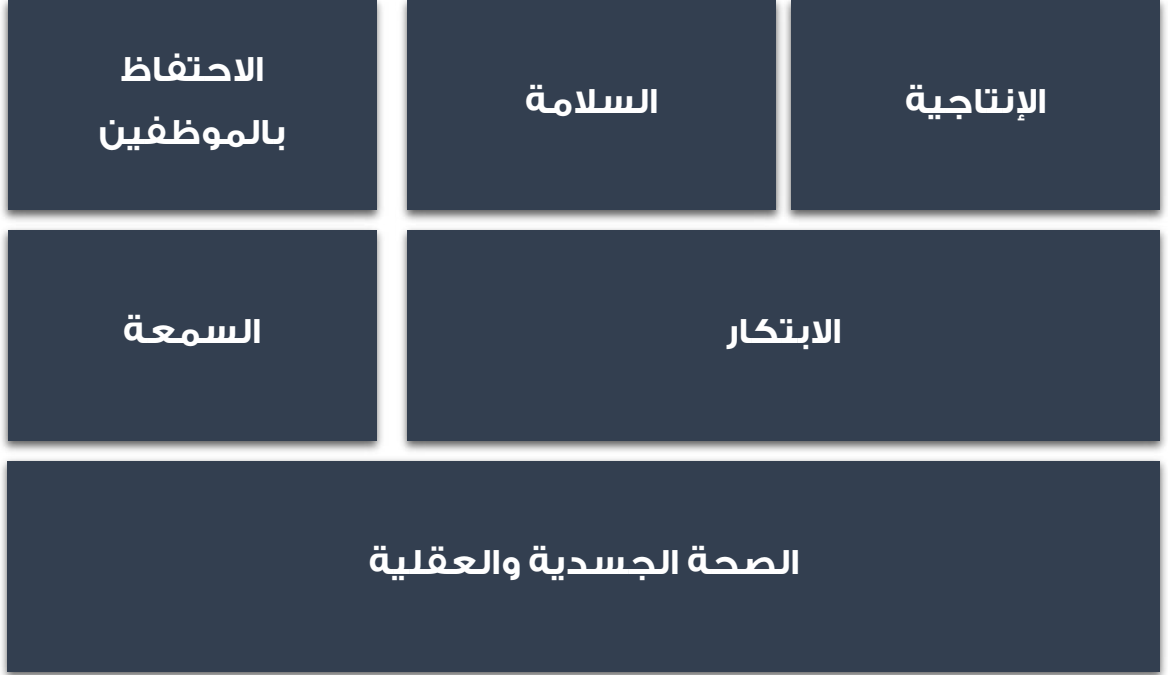 الإنتاجية
السلامة
الاحتفاظ
بالموظفين
الابتكار
السمعة
الصحة الجسدية والعقلية